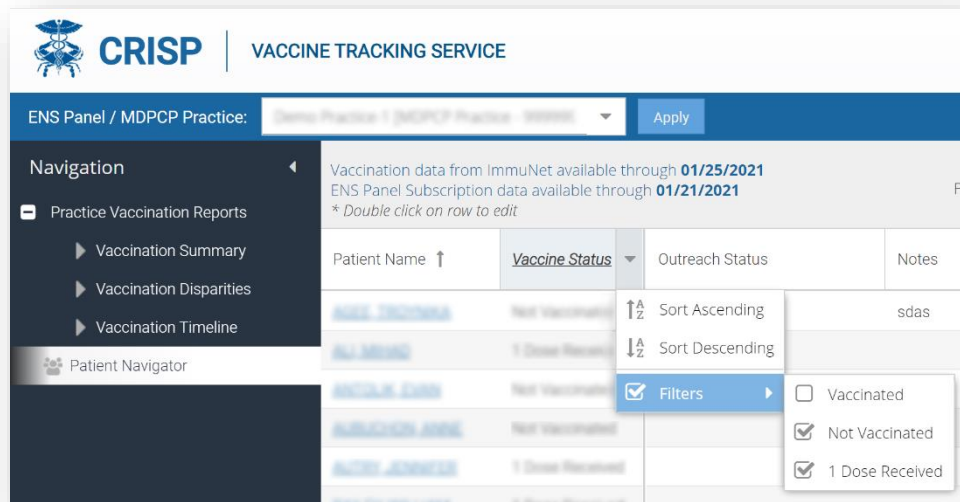 CRISP
VACCINE TRACKING SERVICE
ENS Panel / MDPCP Practice:
Apply
Navigation
Practice Vaccination Reports
Vaccination Summary
Vaccination Disparities
Vaccination Timeline
Patient Navigator
Vaccination data from ImmuNet available through 01/25/2021
ENS Panel Subscription data available through 01/21/2021
* Double click on row to edit
F
Patient Name
Vaccine Status
Outreach Status
Notes
sdas
Sort Ascending
Sort Descending
Filters
Vaccinated
Not Vaccinated
1 Dose Received